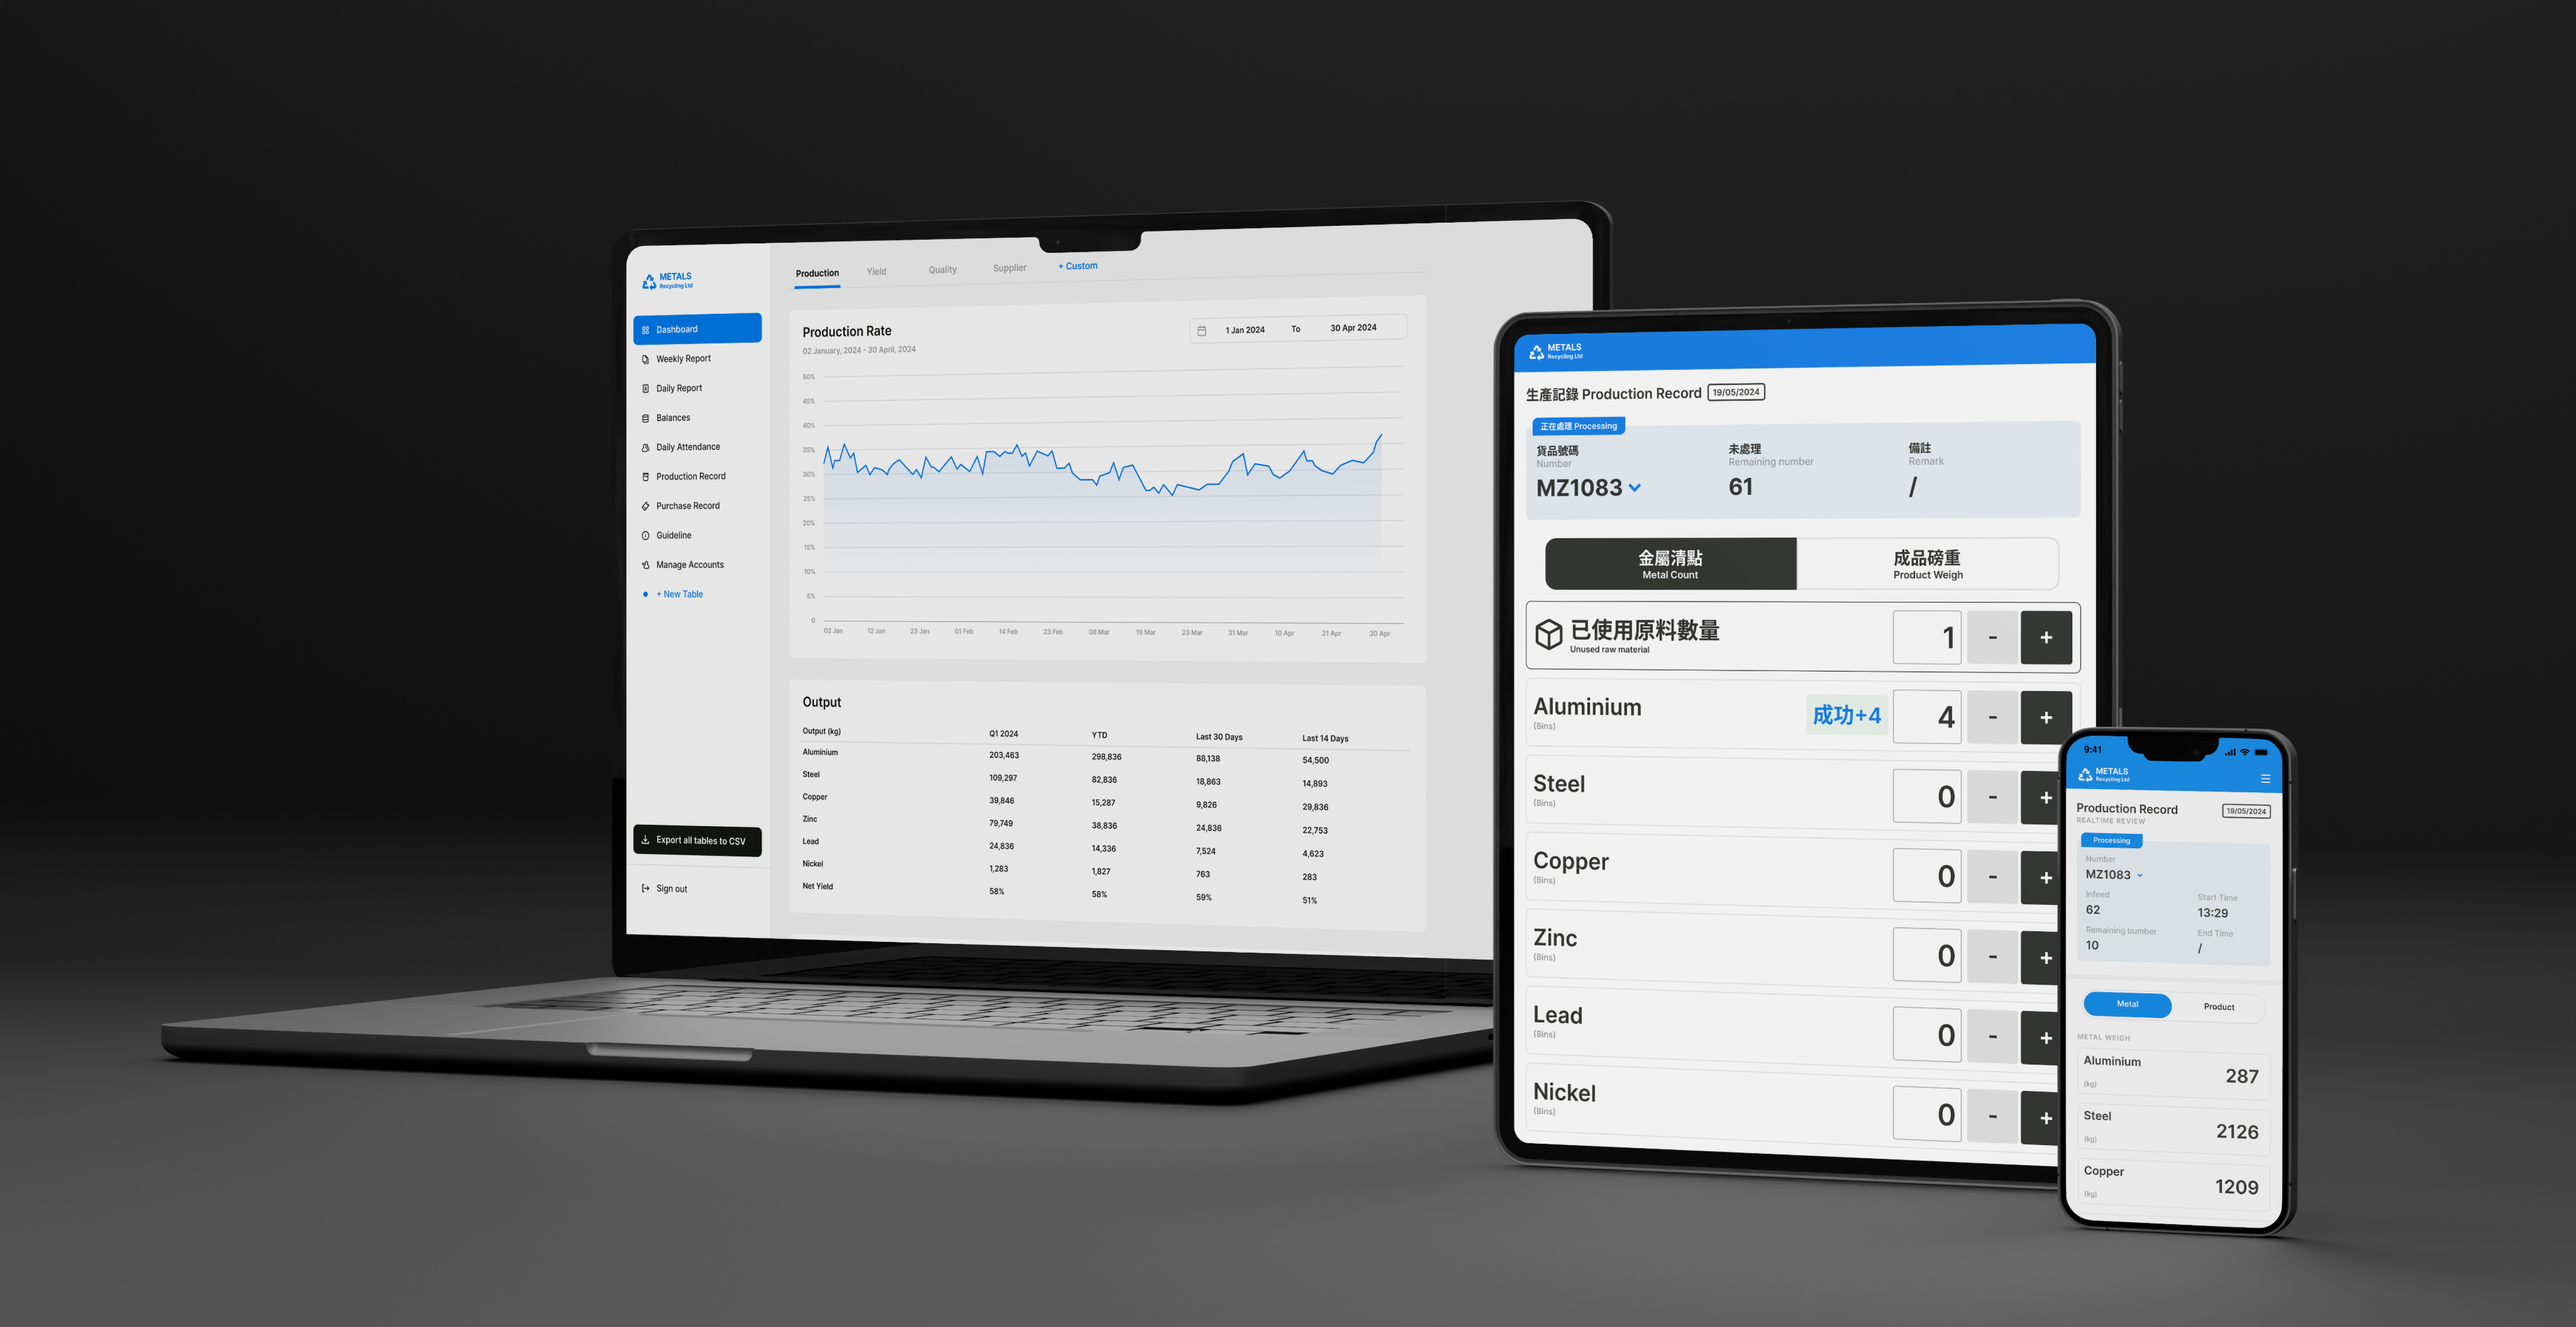 METALS
Recycling Ltd
Dashboard
Weekly Report
Daily Report
Balances
Daily Attendance
Production Record
Purchase Record
Guideline
Manage Accounts
+ New Table
Export all tables to CSV
Sign out
Production Yield Quality Supplier + Custom
Production Rate
02 January, 2024 - 30 April, 2024
1 Jan 2024 To 30 Apr 2024
50%
45%
40%
35%
30%
25%
20%
15%
10%
5%
0
02 Jan 12 Jan 23 Jan 01 Feb 14 Feb 23 Feb 08 Mar 19 Mar 23 Mar 31 Mar 10 Apr 21 Apr 30 Apr
Output
Output (kg) Q1 2024 YTD Last 30 Days Last 14 Days
Aluminium 203,463 298,836 88,138 54,500
Steel 109,297 82,836 18,863 14,893
Copper 39,846 15,287 9,826 29,836
Zinc 79,749 38,836 24,836 22,753
Lead 24,836 14,336 7,524 4,623
Nickel 1,283 1,827 763 283
Net Yield 58% 58% 59% 51%
METALS
Recycling Ltd
生產記錄 Production Record 19/05/2024
正在處理 Processing
貨品號碼 未處理 備註
Number Remaining number Remark
MZ1083 61 /
金屬清點 成品磅重
Metal Count Product Weigh
已使用原料數量 1 - +
Unused raw material
Aluminium 成功+4 4 - +
(Bins)
Steel 0 - +
(Bins)
Copper 0 - +
(Bins)
Zinc 0 - +
(Bins)
Lead 0 - +
(Bins)
Nickel 0 - +
(Bins)
9:41
METALS
Recycling Ltd
Production Record 19/05/2024
REALTIME REVIEW
Processing
Number
MZ1083
Infeed Start Time
62 13:29
Remaining bumber End Time
10 /
Metal Product
METAL WEIGH
Aluminium 287
(kg)
Steel 2126
(kg)
Copper 1209
(kg)